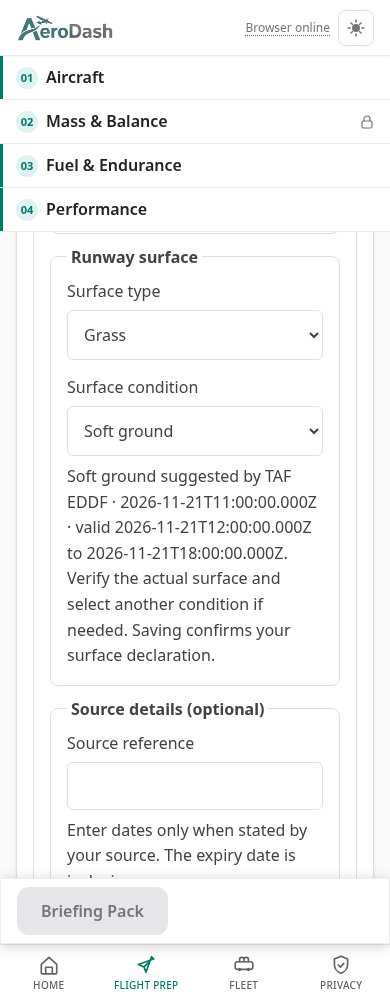 AeroDash
Browser online
01 Aircraft
02 Mass & Balance
03 Fuel & Endurance
04 Performance
Runway surface
Surface type
Grass
Surface condition
Soft ground
Soft ground suggested by TAF
EDDF · 2026-11-21T11:00:00.000Z
· valid 2026-11-21T12:00:00.000Z
to 2026-11-21T18:00:00.000Z.
Verify the actual surface and
select another condition if
needed. Saving confirms your
surface declaration.
Source details (optional)
Source reference
Enter dates only when stated by
your source. The expiry date is
Briefing Pack
HOME
FLIGHT PREP
FLEET
PRIVACY